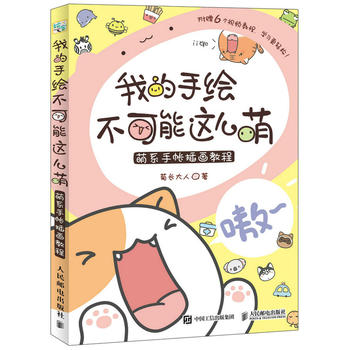 附赠6个视频教程，学习更轻松！
我的手绘
不可能这么萌
萌系手帐插画教程
菊长大人 著
嗷~
中国工信出版集团
人民邮电出版社
我的手绘不可能这么萌
萌系手帐插画教程
人民邮电出版社